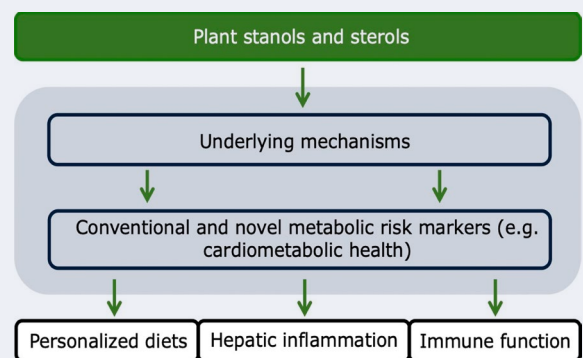 Plant stanols and sterols
Underlying mechanisms
Conventional and novel metabolic risk markers (e.g.
cardiometabolic health)
Personalized diets
Hepatic inflammation
Immune function